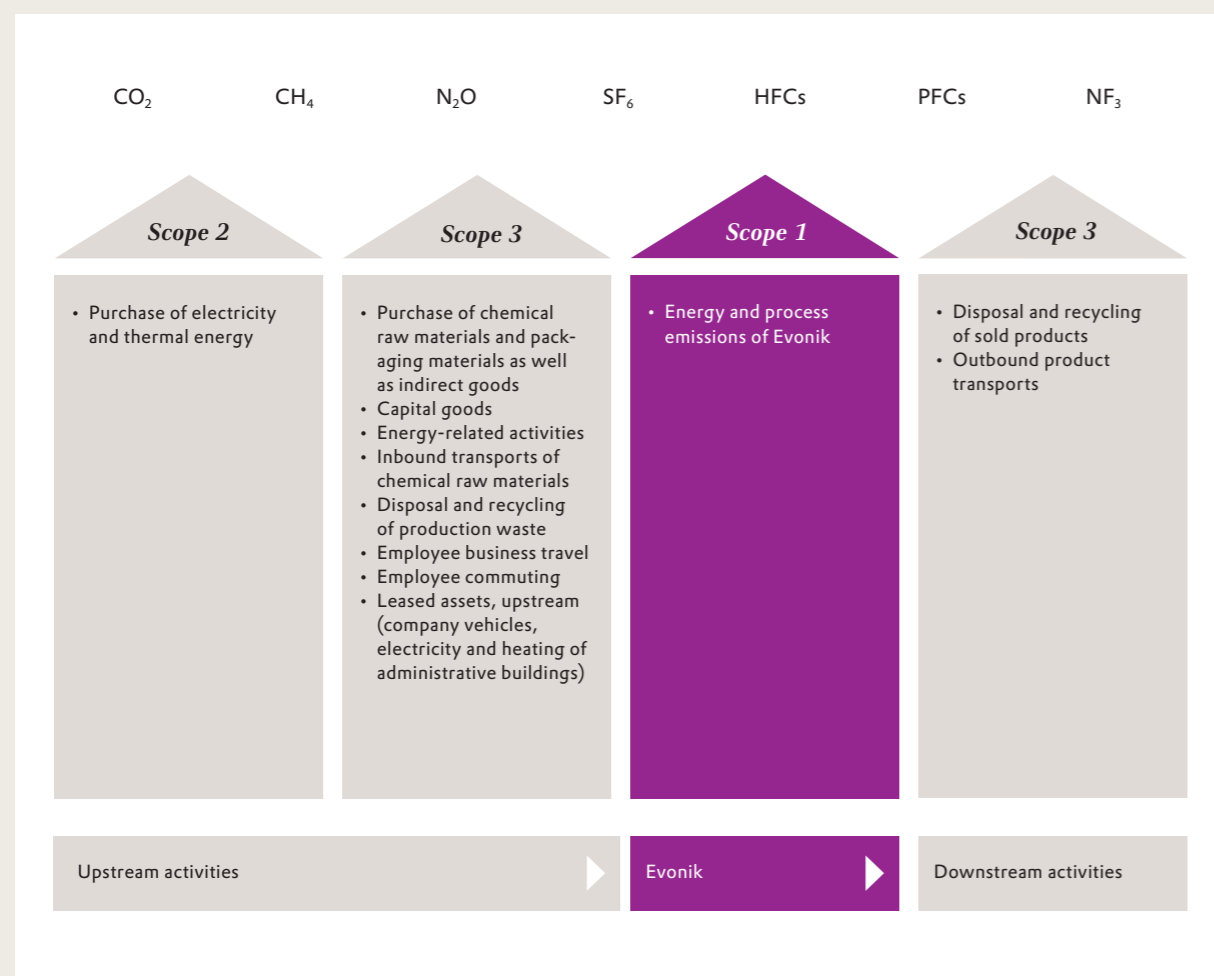 CO₂ CH₄ N₂O SF₆ HFCs PFCs NF₃
Scope 2
• Purchase of electricity
and thermal energy
Scope 3
• Purchase of chemical
raw materials and pack-
aging materials as well
as indirect goods
• Capital goods
• Energy-related activities
• Inbound transports of
chemical raw materials
• Disposal and recycling
of production waste
• Employee business travel
• Employee commuting
• Leased assets, upstream
(company vehicles,
electricity and heating of
administrative buildings)
Scope 1
• Energy and process
emissions of Evonik
Scope 3
• Disposal and recycling
of sold products
• Outbound product
transports
Upstream activities
Evonik
Downstream activities